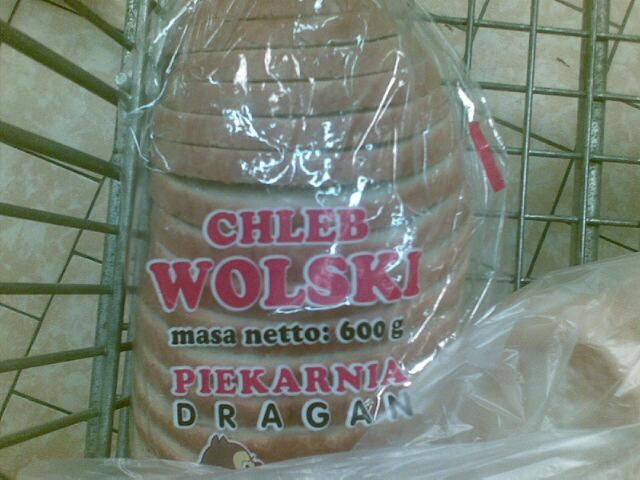 CHLEB
WOLSKI
masa netto: 600 g
PIEKARNIA
DRAGAN